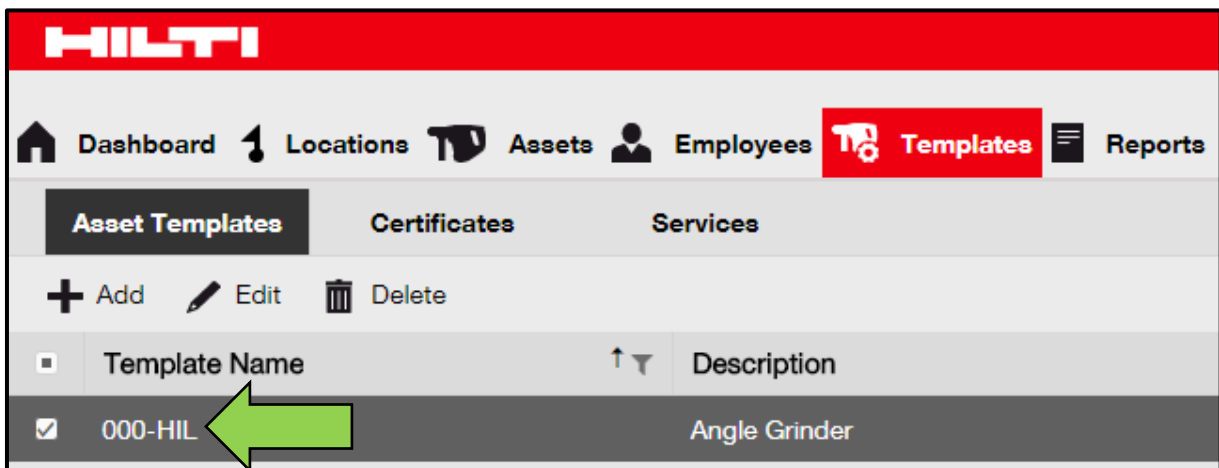 HILTI
Dashboard Locations Assets Employees Templates Reports
Asset Templates Certificates Services
Add Edit Delete
Template Name Description
000-HIL Angle Grinder